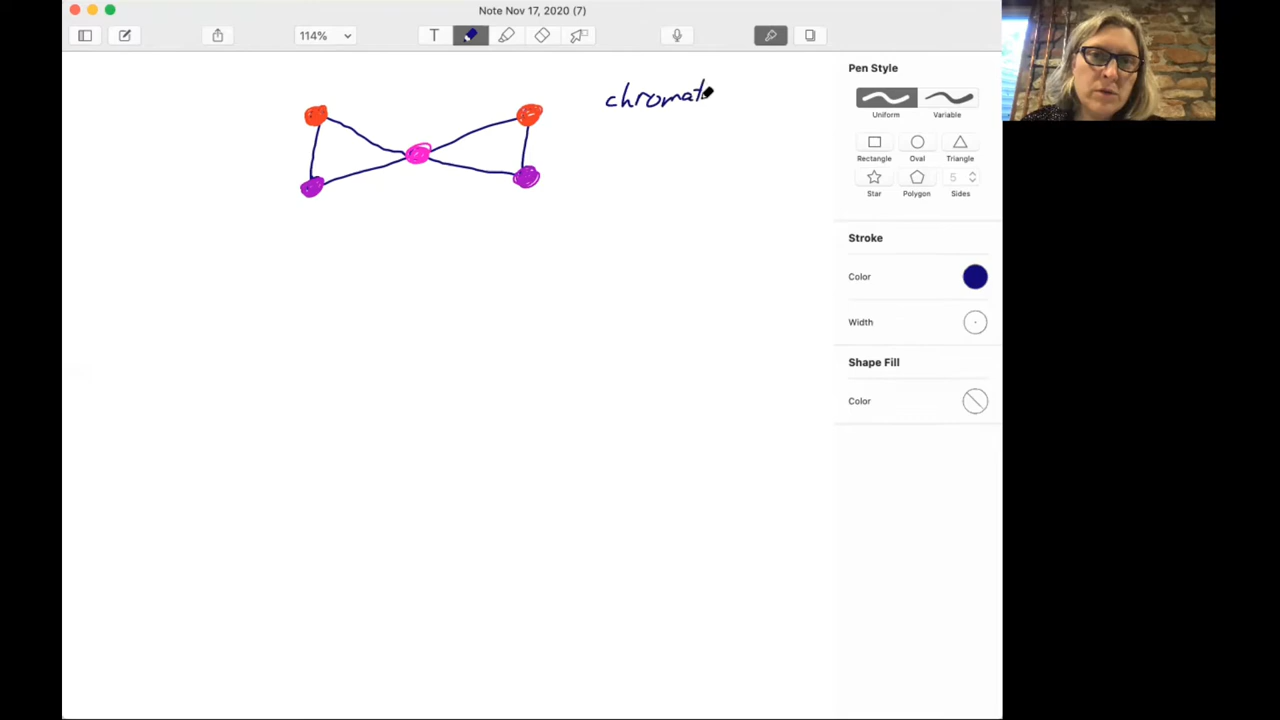 Note Nov 17, 2020 (7)
114%
T
chromat
Pen Style
Uniform
Variable
Rectangle
Oval
Triangle
5
Star
Polygon
Sides
Stroke
Color
Width
Shape Fill
Color